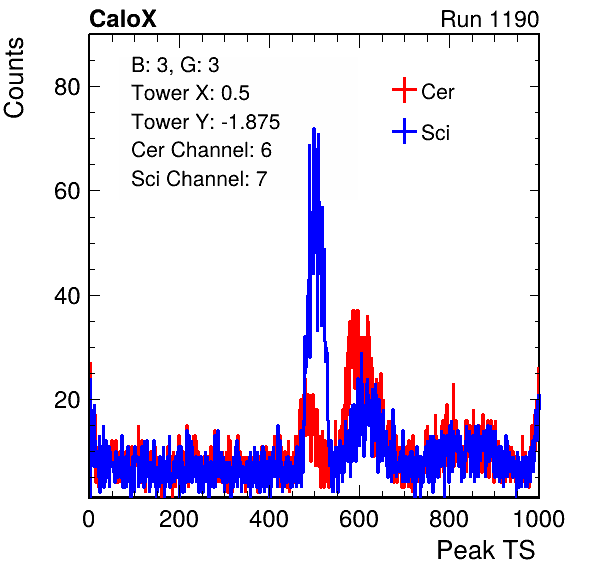 CaloX
Run 1190
Counts
B: 3, G: 3
Tower X: 0.5
Tower Y: -1.875
Cer Channel: 6
Sci Channel: 7
Cer
Sci
80
60
40
20
0
200
400
600
800
1000
Peak TS